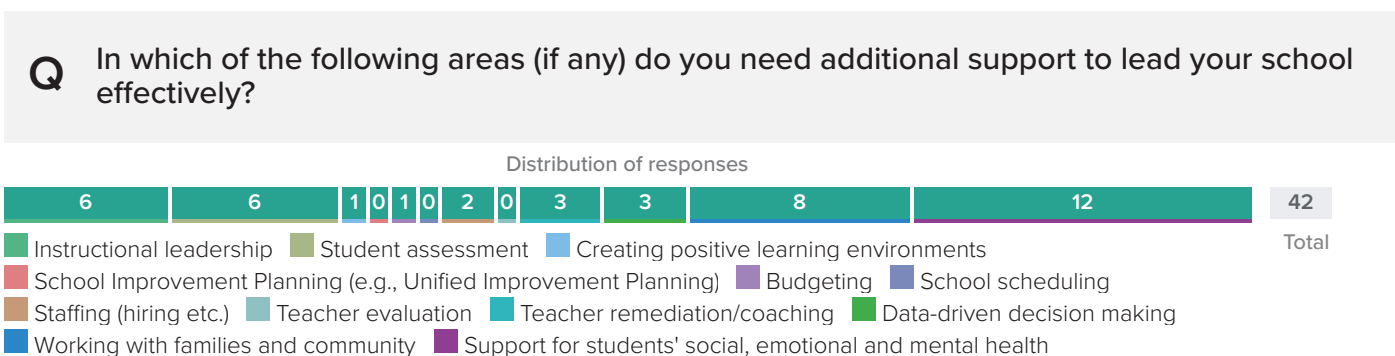 Q
In which of the following areas (if any) do you need additional support to lead your school
effectively?
Distribution of responses
6 6 1 0 1 0 2 0 3 3 8 12 42
Total
Instructional leadership Student assessment Creating positive learning environments
School Improvement Planning (e.g., Unified Improvement Planning) Budgeting School scheduling
Staffing (hiring etc.) Teacher evaluation Teacher remediation/coaching Data-driven decision making
Working with families and community Support for students' social, emotional and mental health